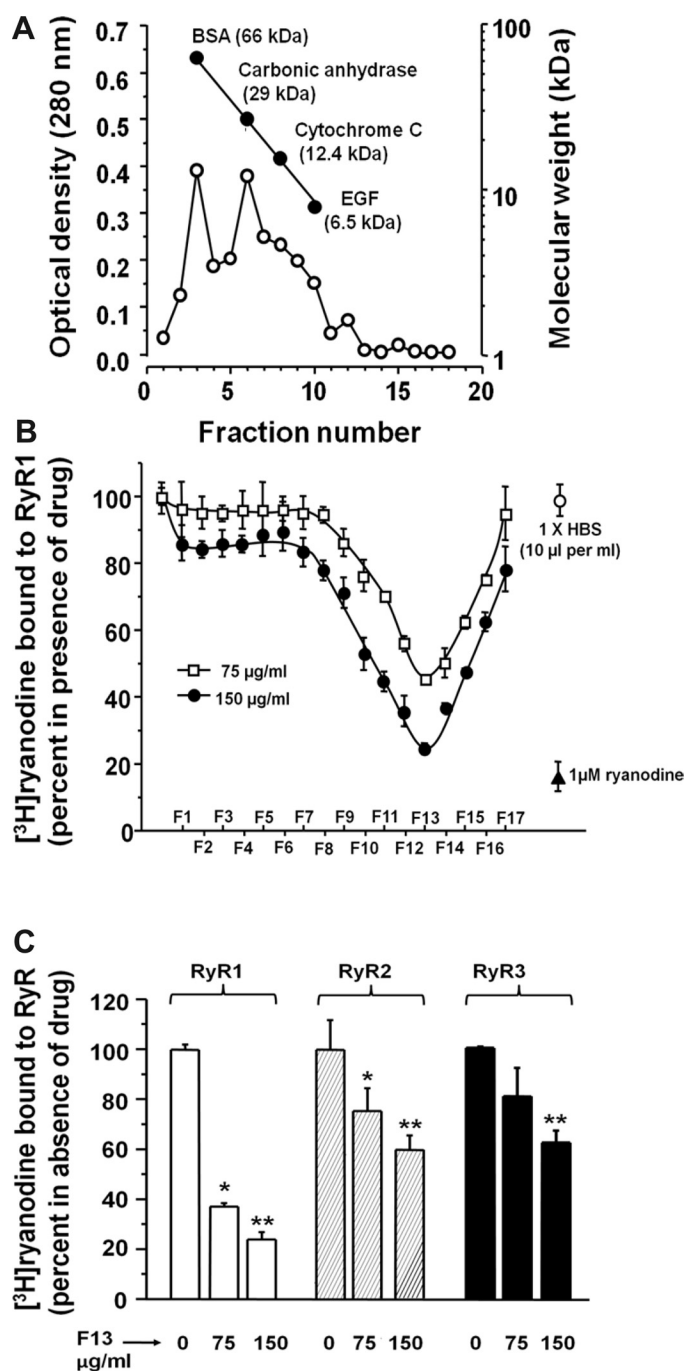 A
Optical density (280 nm)
0.7
0.6
0.5
0.4
0.3
0.2
0.1
0.0
BSA (66 kDa)
Carbonic anhydrase
(29 kDa)
Cytochrome C
(12.4 kDa)
EGF
(6.5 kDa)
100
10
1
Molecular weight (kDa)
0 5 10 15 20
Fraction number
B
[³H]ryanodine bound to RyR1
(percent in presence of drug)
100
80
60
40
20
0
75 µg/ml
150 µg/ml
1 X HBS
(10 µl per ml)
1µM ryanodine
F1 F3 F5 F7 F9 F11 F13 F15 F17
F2 F4 F6 F8 F10 F12 F14 F16
C
[³H]ryanodine bound to RyR
(percent in absence of drug)
RyR1 RyR2 RyR3
120
100
80
60
40
20
0
* ** * ** **
F13
µg/ml
0 75 150 0 75 150 0 75 150